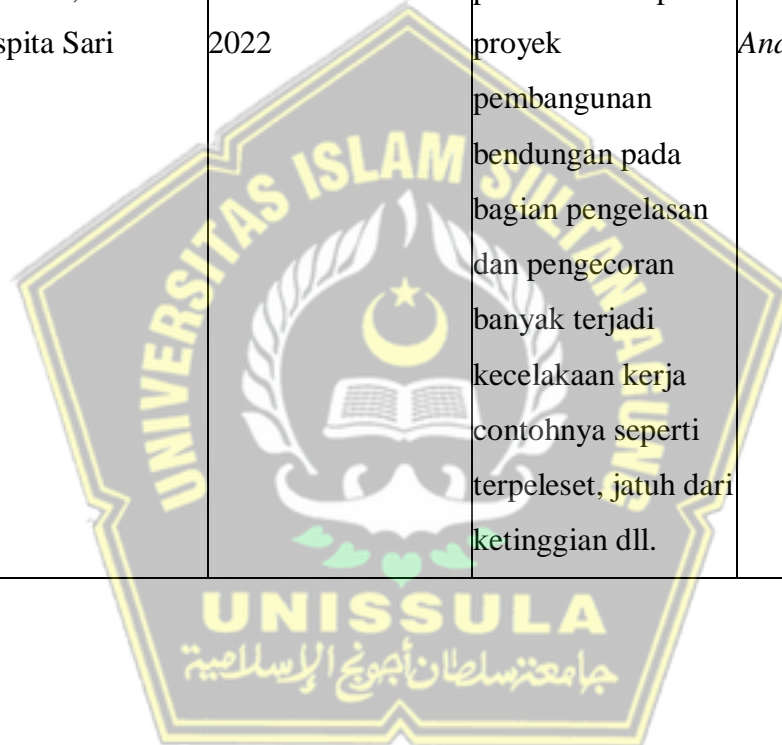 spita Sari
2022
proyek
pembangunan
bendungan pada
bagian pengelasan
dan pengecoran
banyak terjadi
kecelakaan kerja
contohnya seperti
terpeleset, jatuh dari
ketinggian dll.
UNIVERSITAS ISLAM SULTAN AGUNG
UNISSULA
جامعة سلطان أجونج الإسلامية